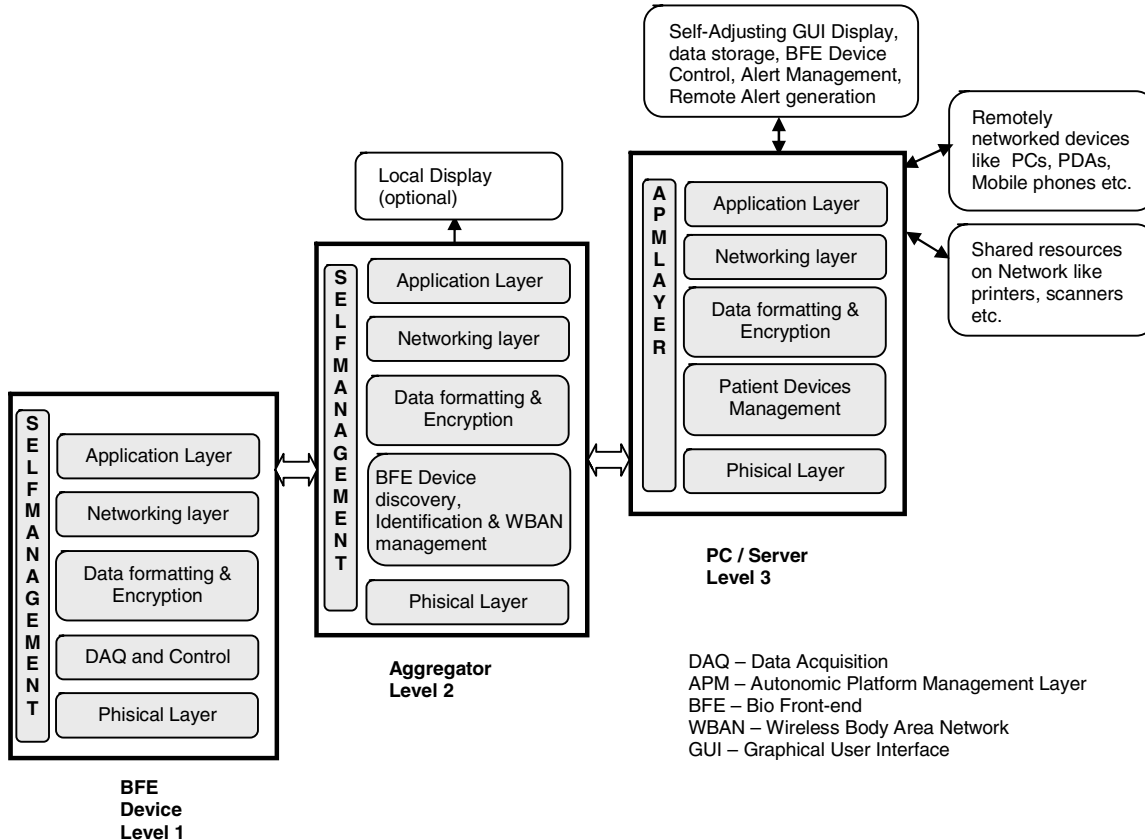 Self-Adjusting GUI Display,
data storage, BFE Device
Control, Alert Management,
Remote Alert generation
Remotely
networked devices
like PCs, PDAs,
Mobile phones etc.
Shared resources
on Network like
printers, scanners
etc.
Local Display
(optional)
APMLAYER
Application Layer
Networking layer
Data formatting &
Encryption
Patient Devices
Management
Phisical Layer
PC / Server
Level 3
SELFMANAGEMENT
Application Layer
Networking layer
Data formatting &
Encryption
BFE Device
discovery,
Identification & WBAN
management
Phisical Layer
Aggregator
Level 2
SELFMANAGEMENT
Application Layer
Networking layer
Data formatting &
Encryption
DAQ and Control
Phisical Layer
BFE
Device
Level 1
DAQ – Data Acquisition
APM – Autonomic Platform Management Layer
BFE – Bio Front-end
WBAN – Wireless Body Area Network
GUI – Graphical User Interface